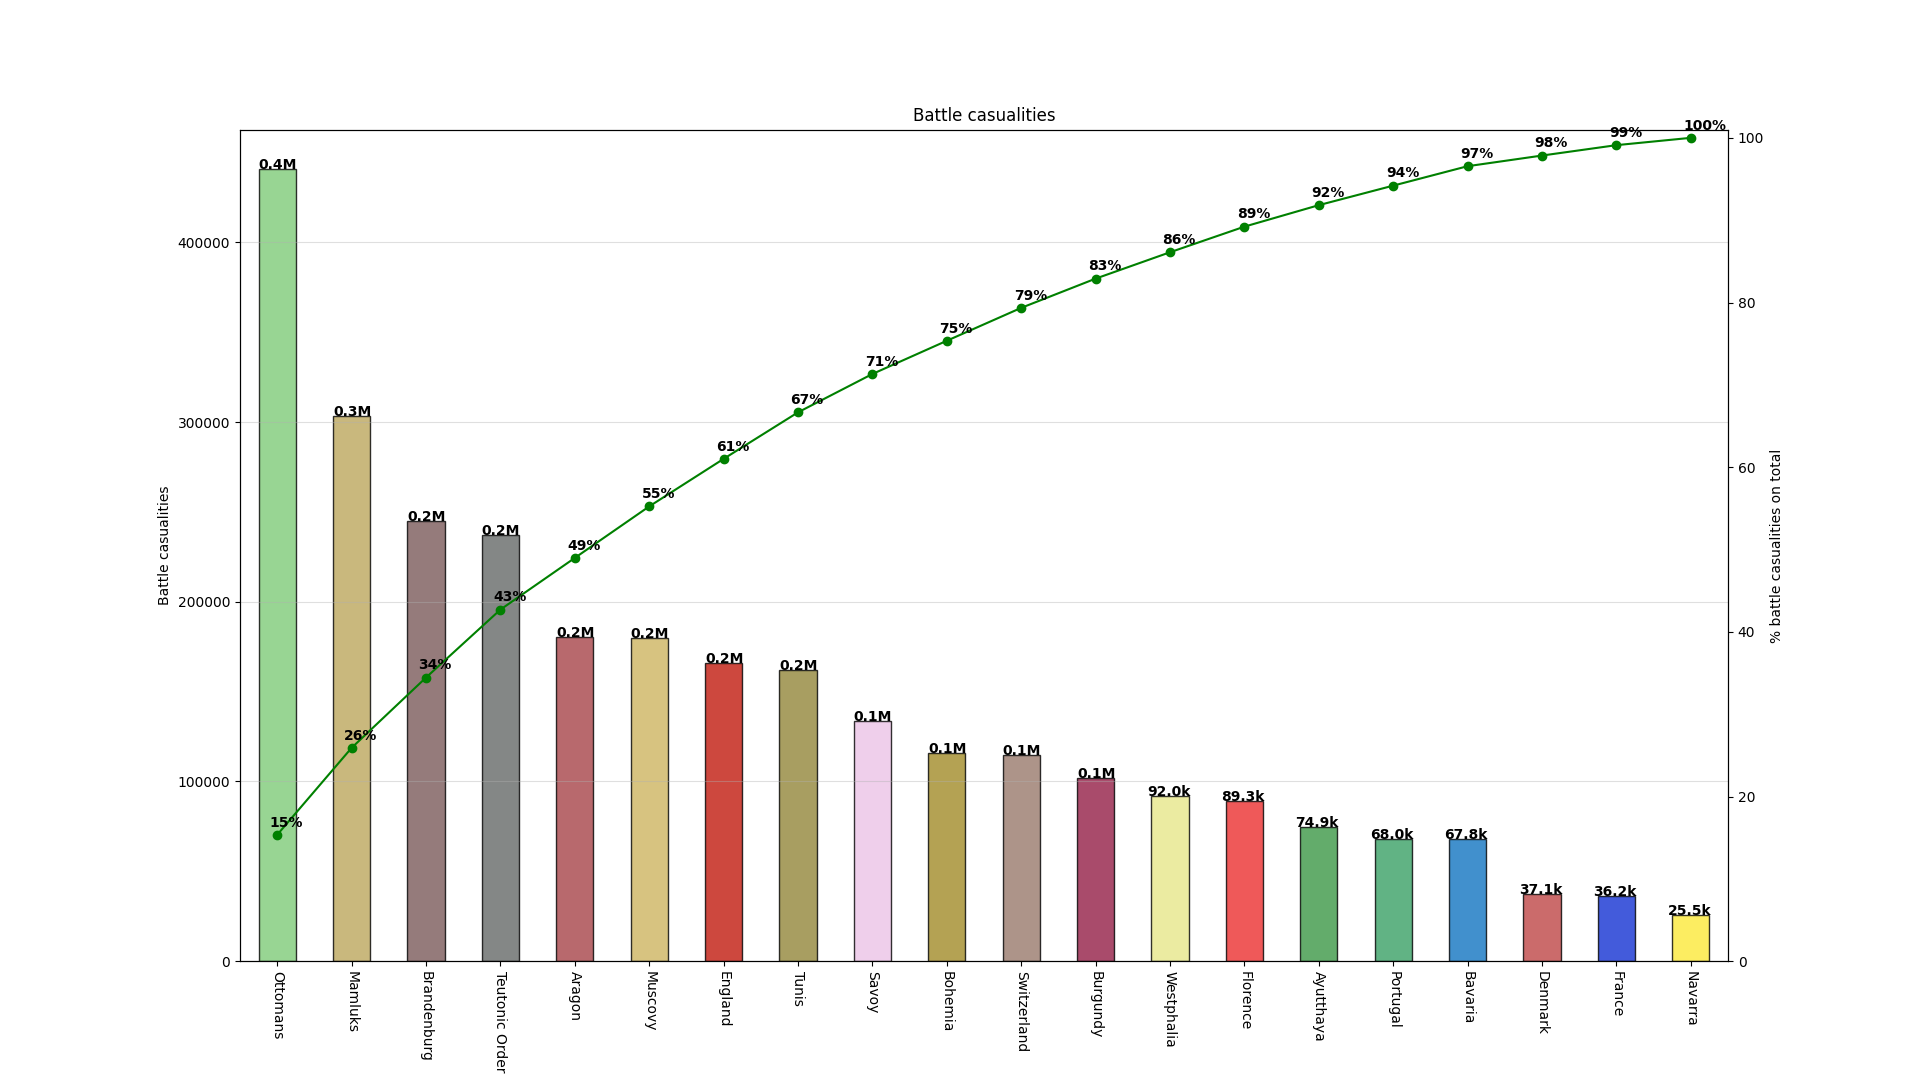 Battle casualities
Battle casualities
400000
300000
200000
100000
0
0.4M
0.3M
0.2M
0.2M
0.2M
0.2M
0.2M
0.2M
0.1M
0.1M
0.1M
0.1M
92.0k
89.3k
74.9k
68.0k
67.8k
37.1k
36.2k
25.5k
15%
26%
34%
43%
49%
55%
61%
67%
71%
75%
79%
83%
86%
89%
92%
94%
97%
98%
99%
100%
100
80
60
40
20
0
% battle casualities on total
Ottomans
Mamluks
Brandenburg
Teutonic Order
Aragon
Muscovy
England
Tunis
Savoy
Bohemia
Switzerland
Burgundy
Westphalia
Florence
Ayutthaya
Portugal
Bavaria
Denmark
France
Navarra